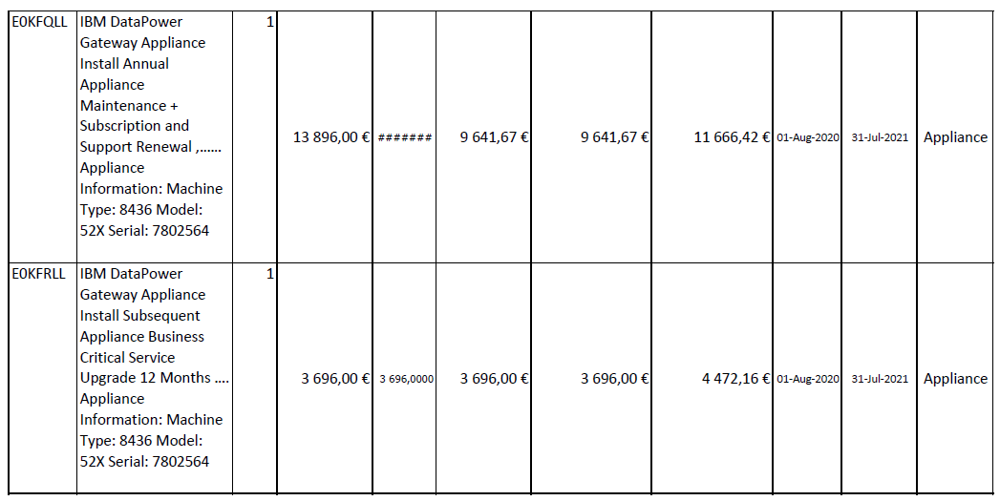 E0KFQLL
IBM DataPower
Gateway Appliance
Install Annual
Appliance
Maintenance +
Subscription and
Support Renewal ,......
Appliance
Information: Machine
Type: 8436 Model:
52X Serial: 7802564
1
13 896,00 €
#######
9 641,67 €
9 641,67 €
11 666,42 €
01-Aug-2020
31-Jul-2021
Appliance
E0KFRLL
IBM DataPower
Gateway Appliance
Install Subsequent
Appliance Business
Critical Service
Upgrade 12 Months ....
Appliance
Information: Machine
Type: 8436 Model:
52X Serial: 7802564
1
3 696,00 €
3 696,0000
3 696,00 €
3 696,00 €
4 472,16 €
01-Aug-2020
31-Jul-2021
Appliance